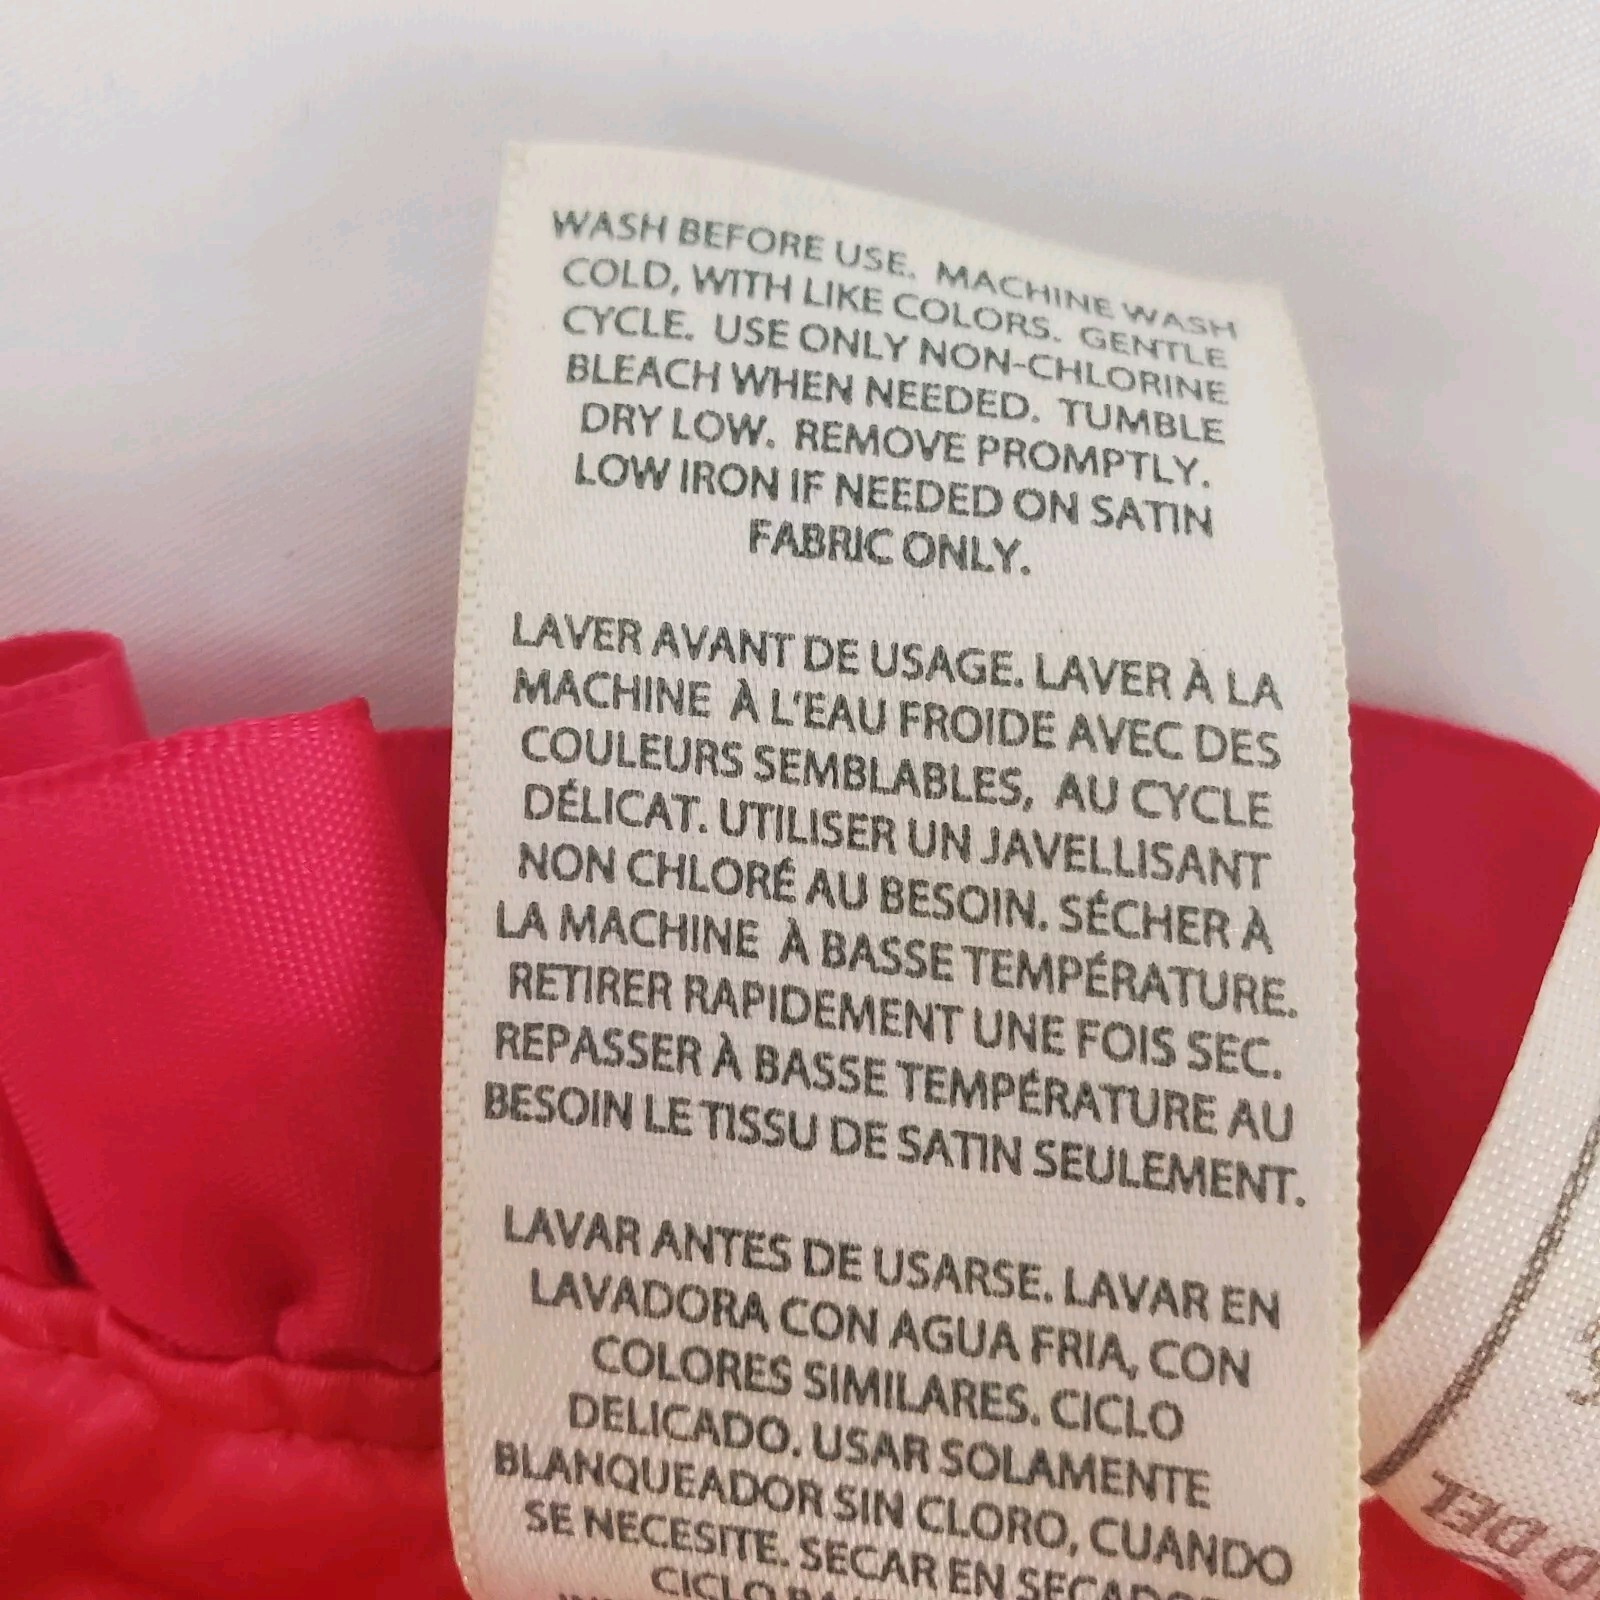 WASH BEFORE USE. MACHINE WASH
COLD, WITH LIKE COLORS. GENTLE
CYCLE. USE ONLY NON-CHLORINE
BLEACH WHEN NEEDED. TUMBLE
DRY LOW. REMOVE PROMPTLY.
LOW IRON IF NEEDED ON SATIN
FABRIC ONLY.
LAVER AVANT DE USAGE. LAVER À LA
MACHINE À L'EAU FROIDE AVEC DES
COULEURS SEMBLABLES, AU CYCLE
DÉLICAT. UTILISER UN JAVELLISANT
NON CHLORÉ AU BESOIN. SÉCHER À
LA MACHINE À BASSE TEMPÉRATURE.
RETIRER RAPIDEMENT UNE FOIS SEC.
REPASSER À BASSE TEMPÉRATURE AU
BESOIN LE TISSU DE SATIN SEULEMENT.
LAVAR ANTES DE USARSE. LAVAR EN
LAVADORA CON AGUA FRIA, CON
COLORES SIMILARES. CICLO
DELICADO. USAR SOLAMENTE
BLANQUEADOR SIN CLORO, CUANDO
SE NECESITE. SECAR EN
CICLO
DEL